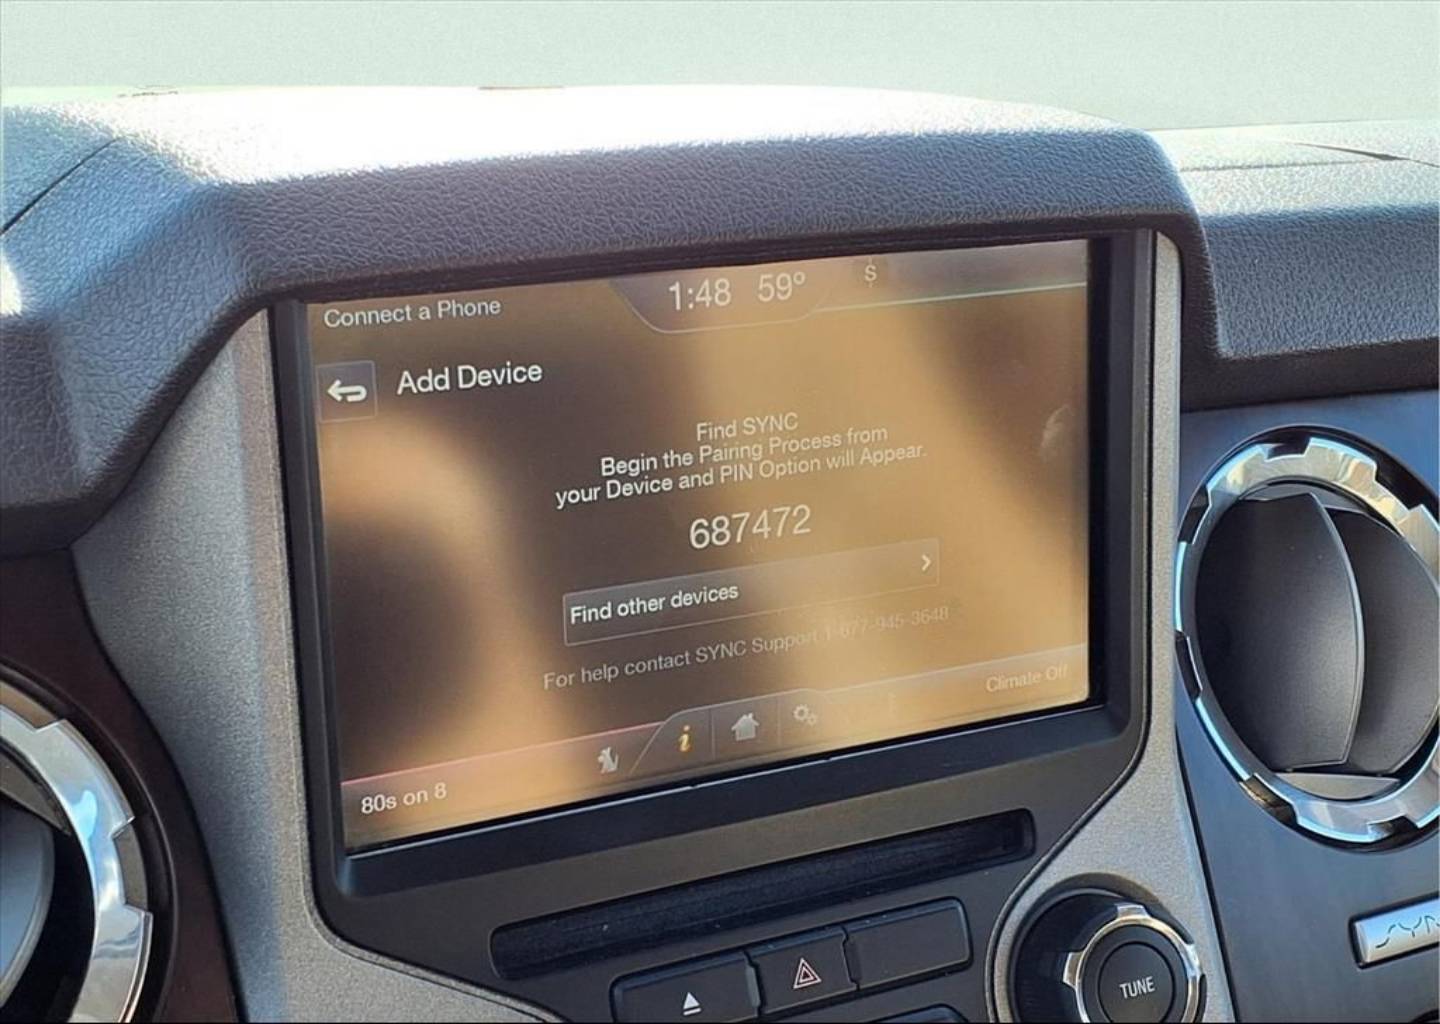 1:48 59° S
Connect a Phone
Add Device
Find SYNC
Begin the Pairing Process from
your Device and PIN Option will Appear.
687472
Find other devices >
For help contact SYNC Support 1-877-945-3648
Climate Off
i
80s on 8
TUNE